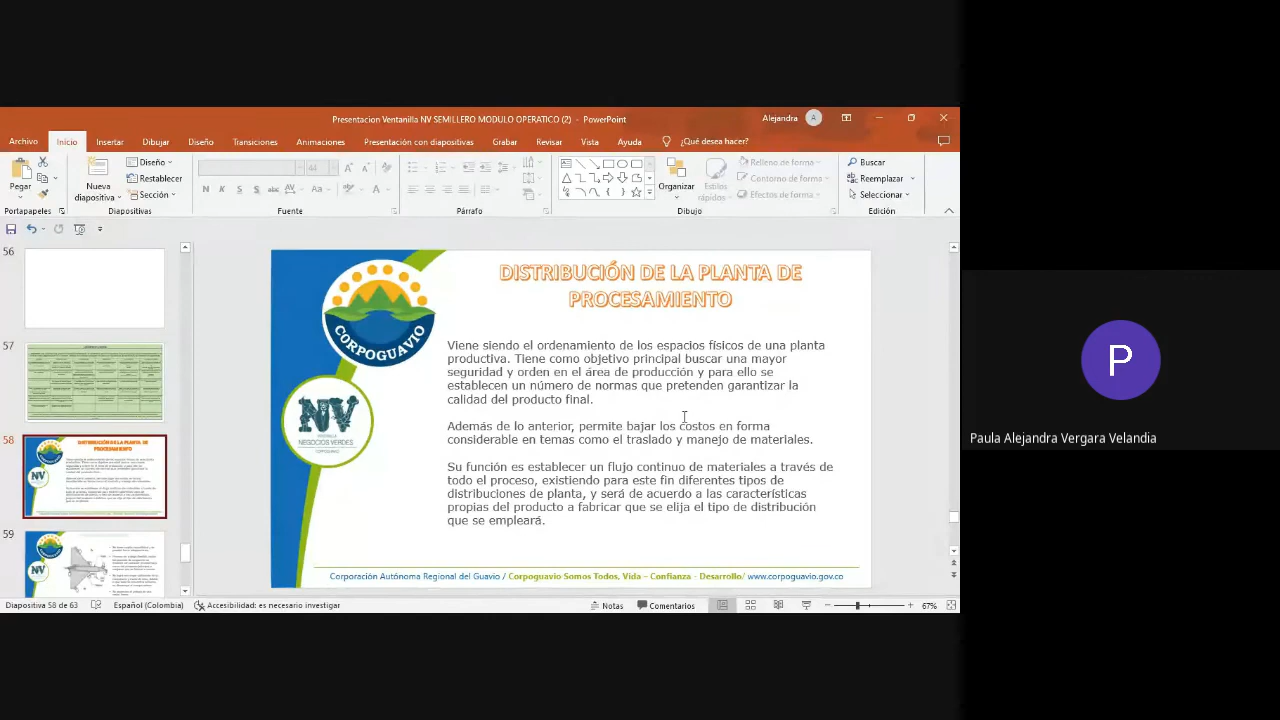 Presentacion Ventanilla NV SEMILLERO MODULO OPERATICO (2) - PowerPoint
Alejandra
A
Archivo Inicio Insertar Dibujar Diseño Transiciones Animaciones Presentación con diapositivas Grabar Revisar Vista Ayuda ¿Qué desea hacer?
Pegar
Nueva diapositiva
Diseño
Restablecer
Sección
44
N K S S abc AV Aa A
Organizar
Estilos rápidos
Relleno de forma
Contorno de forma
Efectos de forma
Buscar
Reemplazar
Seleccionar
Portapapeles Diapositivas Fuente Párrafo Dibujo Edición
56
57
58
59
CORPOGUAVIO
NV
NEGOCIOS VERDES
DISTRIBUCIÓN DE LA PLANTA DE
PROCESAMIENTO
Viene siendo el ordenamiento de los espacios físicos de una planta
productiva. Tiene como objetivo principal buscar una mayor
seguridad y orden en el área de producción y para ello se
establecen un número de normas que pretenden garantizar la
calidad del producto final.
Además de lo anterior, permite bajar los costos en forma
considerable en temas como el traslado y manejo de materiales.
Su función es establecer un flujo continuo de materiales a través de
todo el proceso, existiendo para este fin diferentes tipos de
distribuciones de planta, y será de acuerdo a las características
propias del producto a fabricar que se elija el tipo de distribución
que se empleará.
Corporación Autónoma Regional del Guavio / Corpoguavio Somos Todos, Vida – Confianza - Desarrollo/ www.corpoguavio.gov.co
Diapositiva 58 de 63 Español (Colombia) Accesibilidad: es necesario investigar Notas Comentarios 67%
P
Paula Alejandra Vergara Velandia